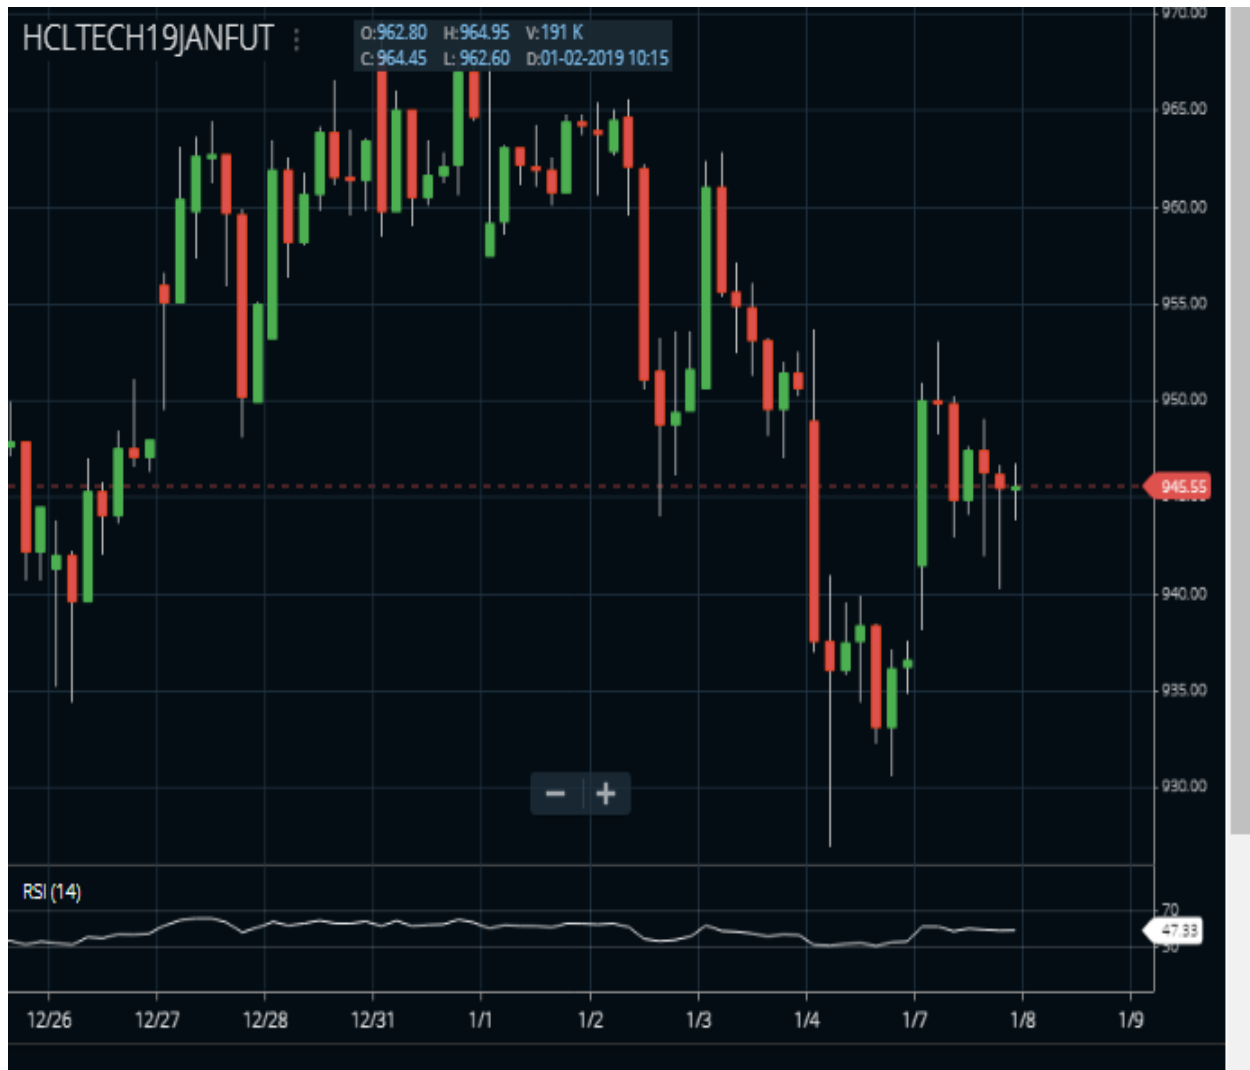 HCLTECH19JANFUT
O:962.80 H:964.95 V:191 K
C:964.45 L: 962.60 D:01-02-2019 10:15
970.00
965.00
960.00
955.00
950.00
945.55
940.00
935.00
930.00
RSI (14)
70
47.33
30
12/26 12/27 12/28 12/31 1/1 1/2 1/3 1/4 1/7 1/8 1/9